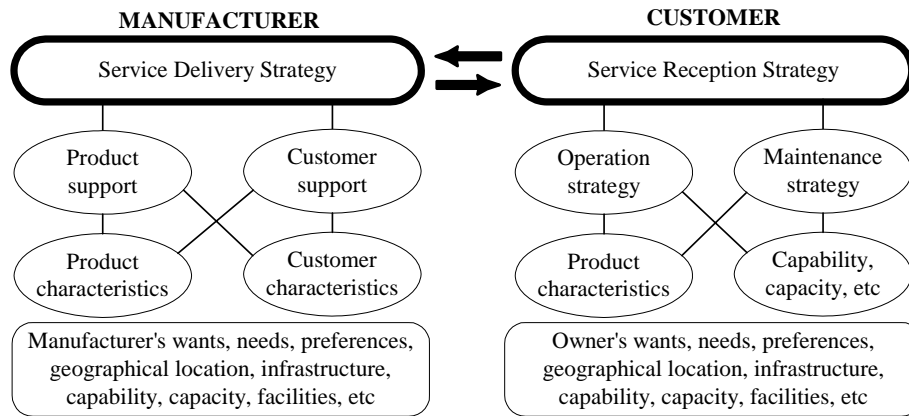 MANUFACTURER
Service Delivery Strategy
Product
support
Customer
support
Product
characteristics
Customer
characteristics
Manufacturer's wants, needs, preferences,
geographical location, infrastructure,
capability, capacity, facilities, etc
CUSTOMER
Service Reception Strategy
Operation
strategy
Maintenance
strategy
Product
characteristics
Capability,
capacity, etc
Owner's wants, needs, preferences,
geographical location, infrastructure,
capability, capacity, facilities, etc